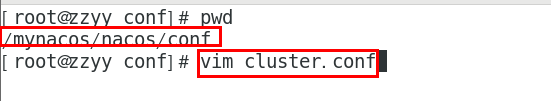 [ root@zzyy conf] # pwd
/mynacos/nacos/conf
[ root@zzyy conf] # vim cluster.conf